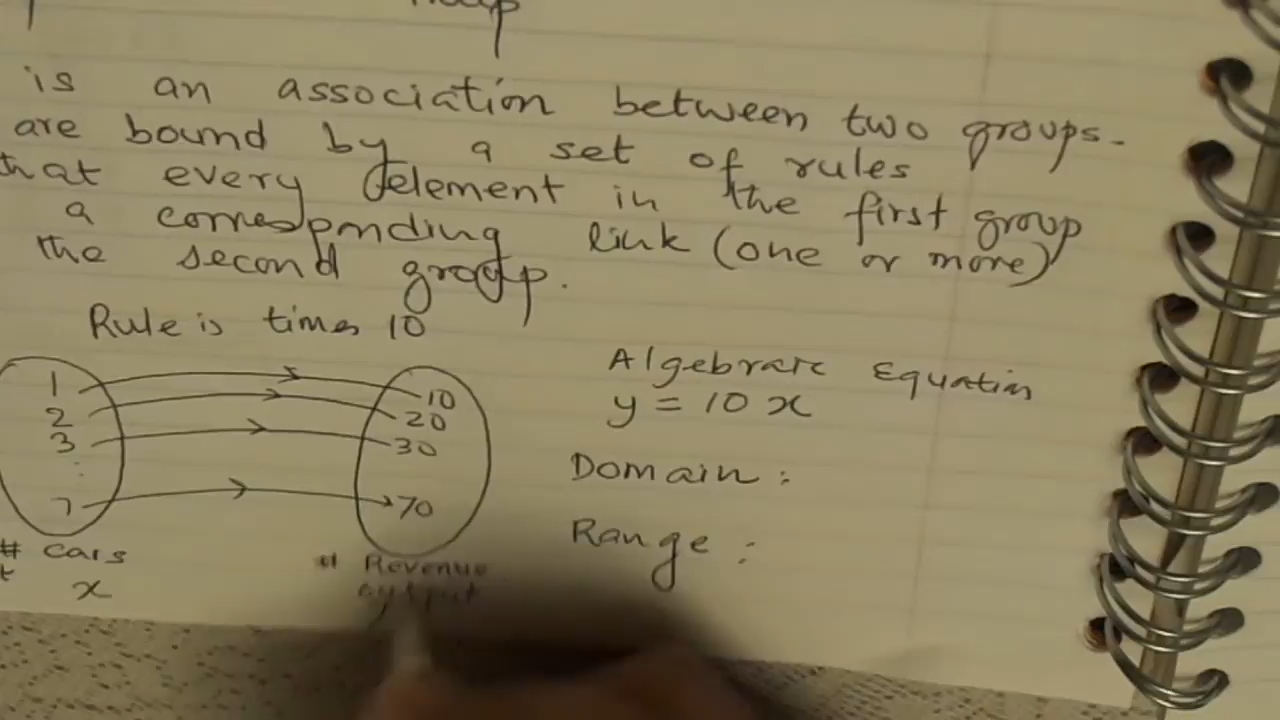 is an association between two groups.
are bound by a set of rules
that every element in the first group
a corresponding link (one or more)
the second group.
Rule is times 10
1 10
2 20
3 30
7 70
Algebraic Equation
y = 10 x
Domain :
Range :
# Cars
x
# Revenue
output